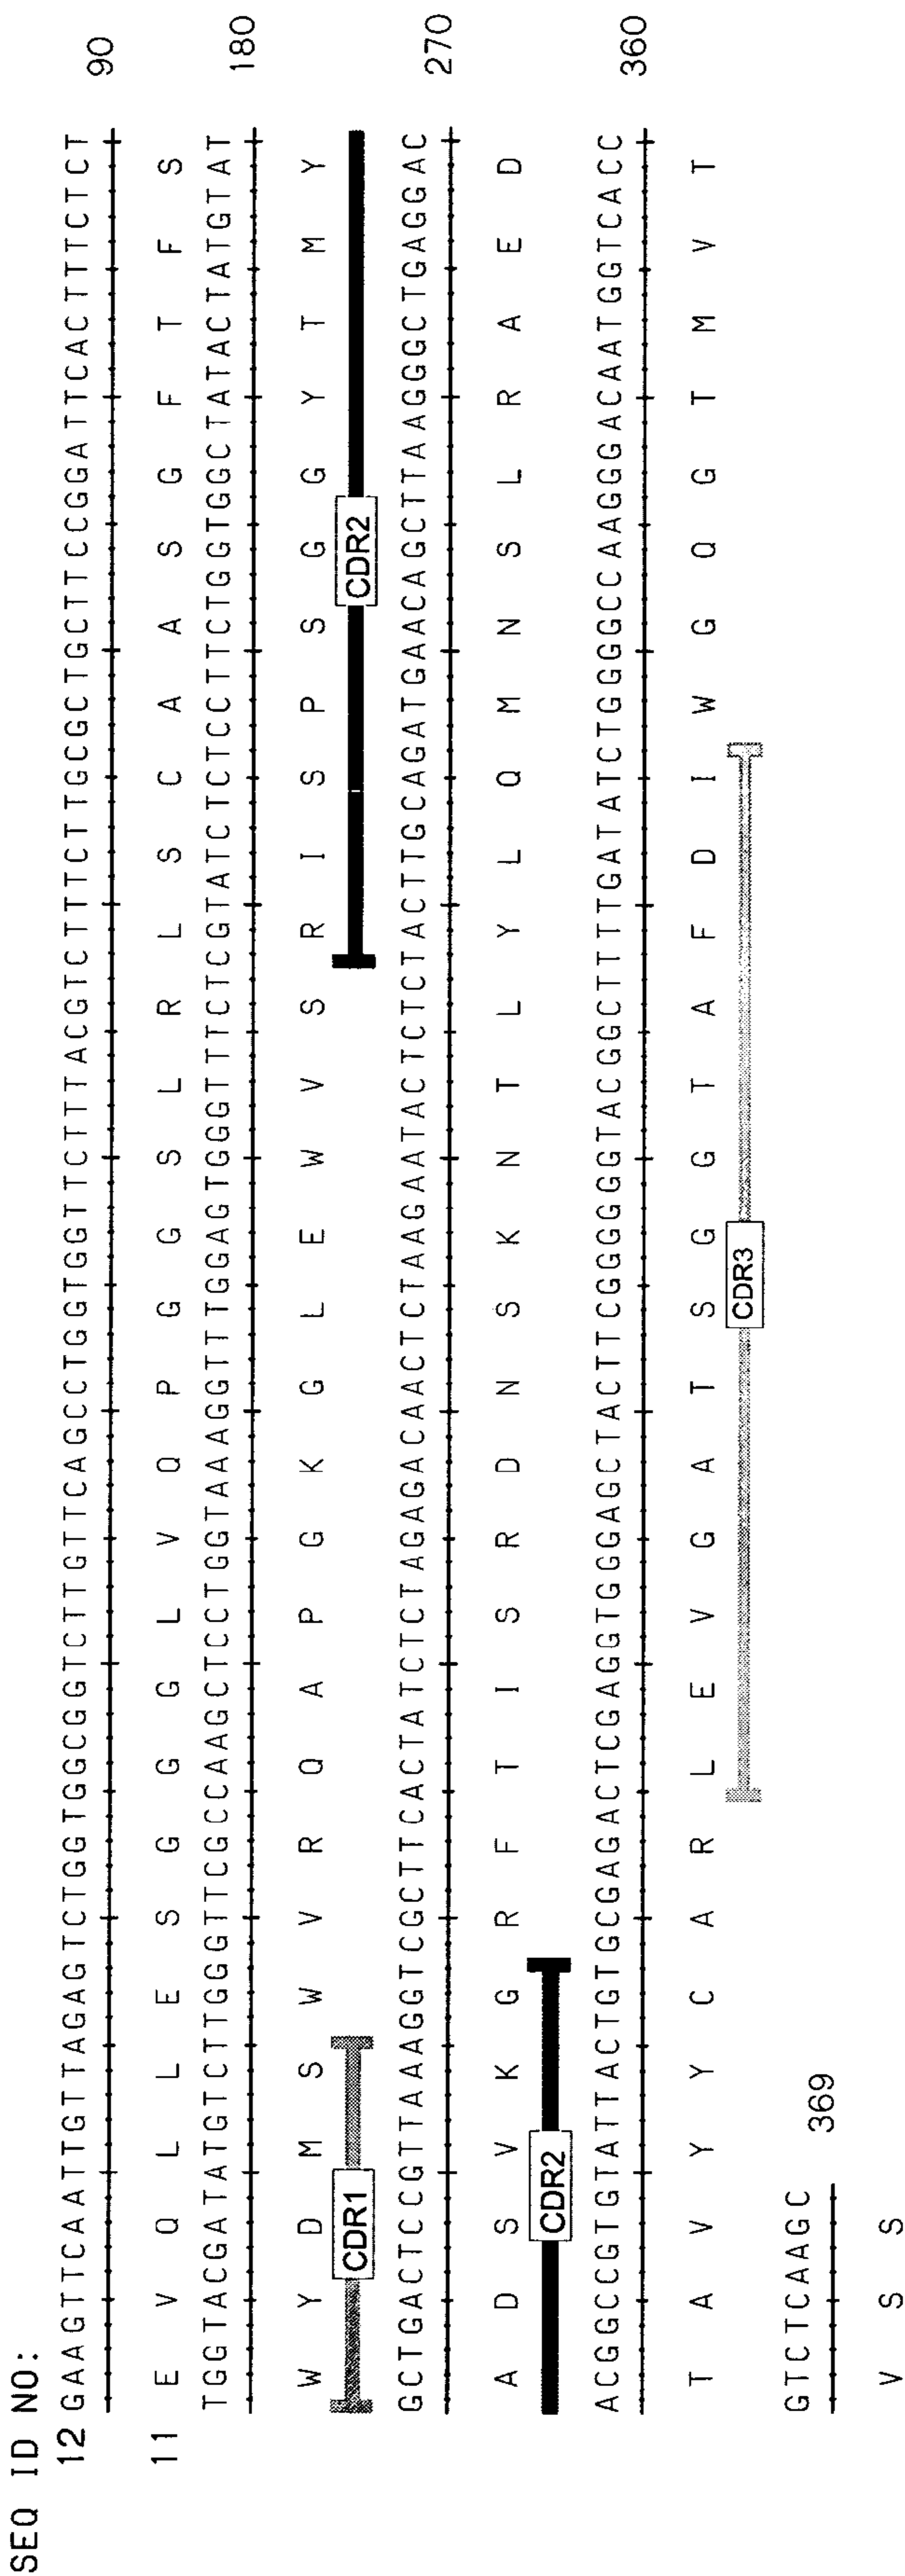 SEQ ID NO:
12 GAAGTTCAATTGTTAGAGTCTGGTGGCGGTCTTGTTCAGCCTGGTGGTTCTTTACGTCTTTCTTGCGCTGCTTCCGGATTCACTTTCTCT 90
11 E V Q L L E S G G G L V Q P G G S L R L S C A A S G F T F S
TGGTACGATATGTCTTGGGTTCGCCAAGCTCCTGGTAAAGGTTTGGAGTGGGTTTCTCGTATCTCTCCTTCTGGTGGCTATACTATGTAT 180
W Y D M S W V R Q A P G K G L E W V S R I S P S G G Y T M Y
CDR1 CDR2
GCTGACTCCGTTAAAGGTCGCTTCACTATCTCTAGAGACAACTCTAAGAATACTCTCTACTTGCAGATGAACAGCTTAAGGGCTGAGGAC 270
A D S V K G R F T I S R D N S K N T L Y L Q M N S L R A E D
CDR2
ACGGCCGTGTATTACTGTGCGAGACTCGAGGTGGGAGCTACTTCGGGGGGTACGGCTTTTGATATCTGGGGCCAAGGGACAATGGTCACC 360
T A V Y Y C A R L E V G A T S G G T A F D I W G Q G T M V T
CDR3
GTCTCAAGC 369
V S S